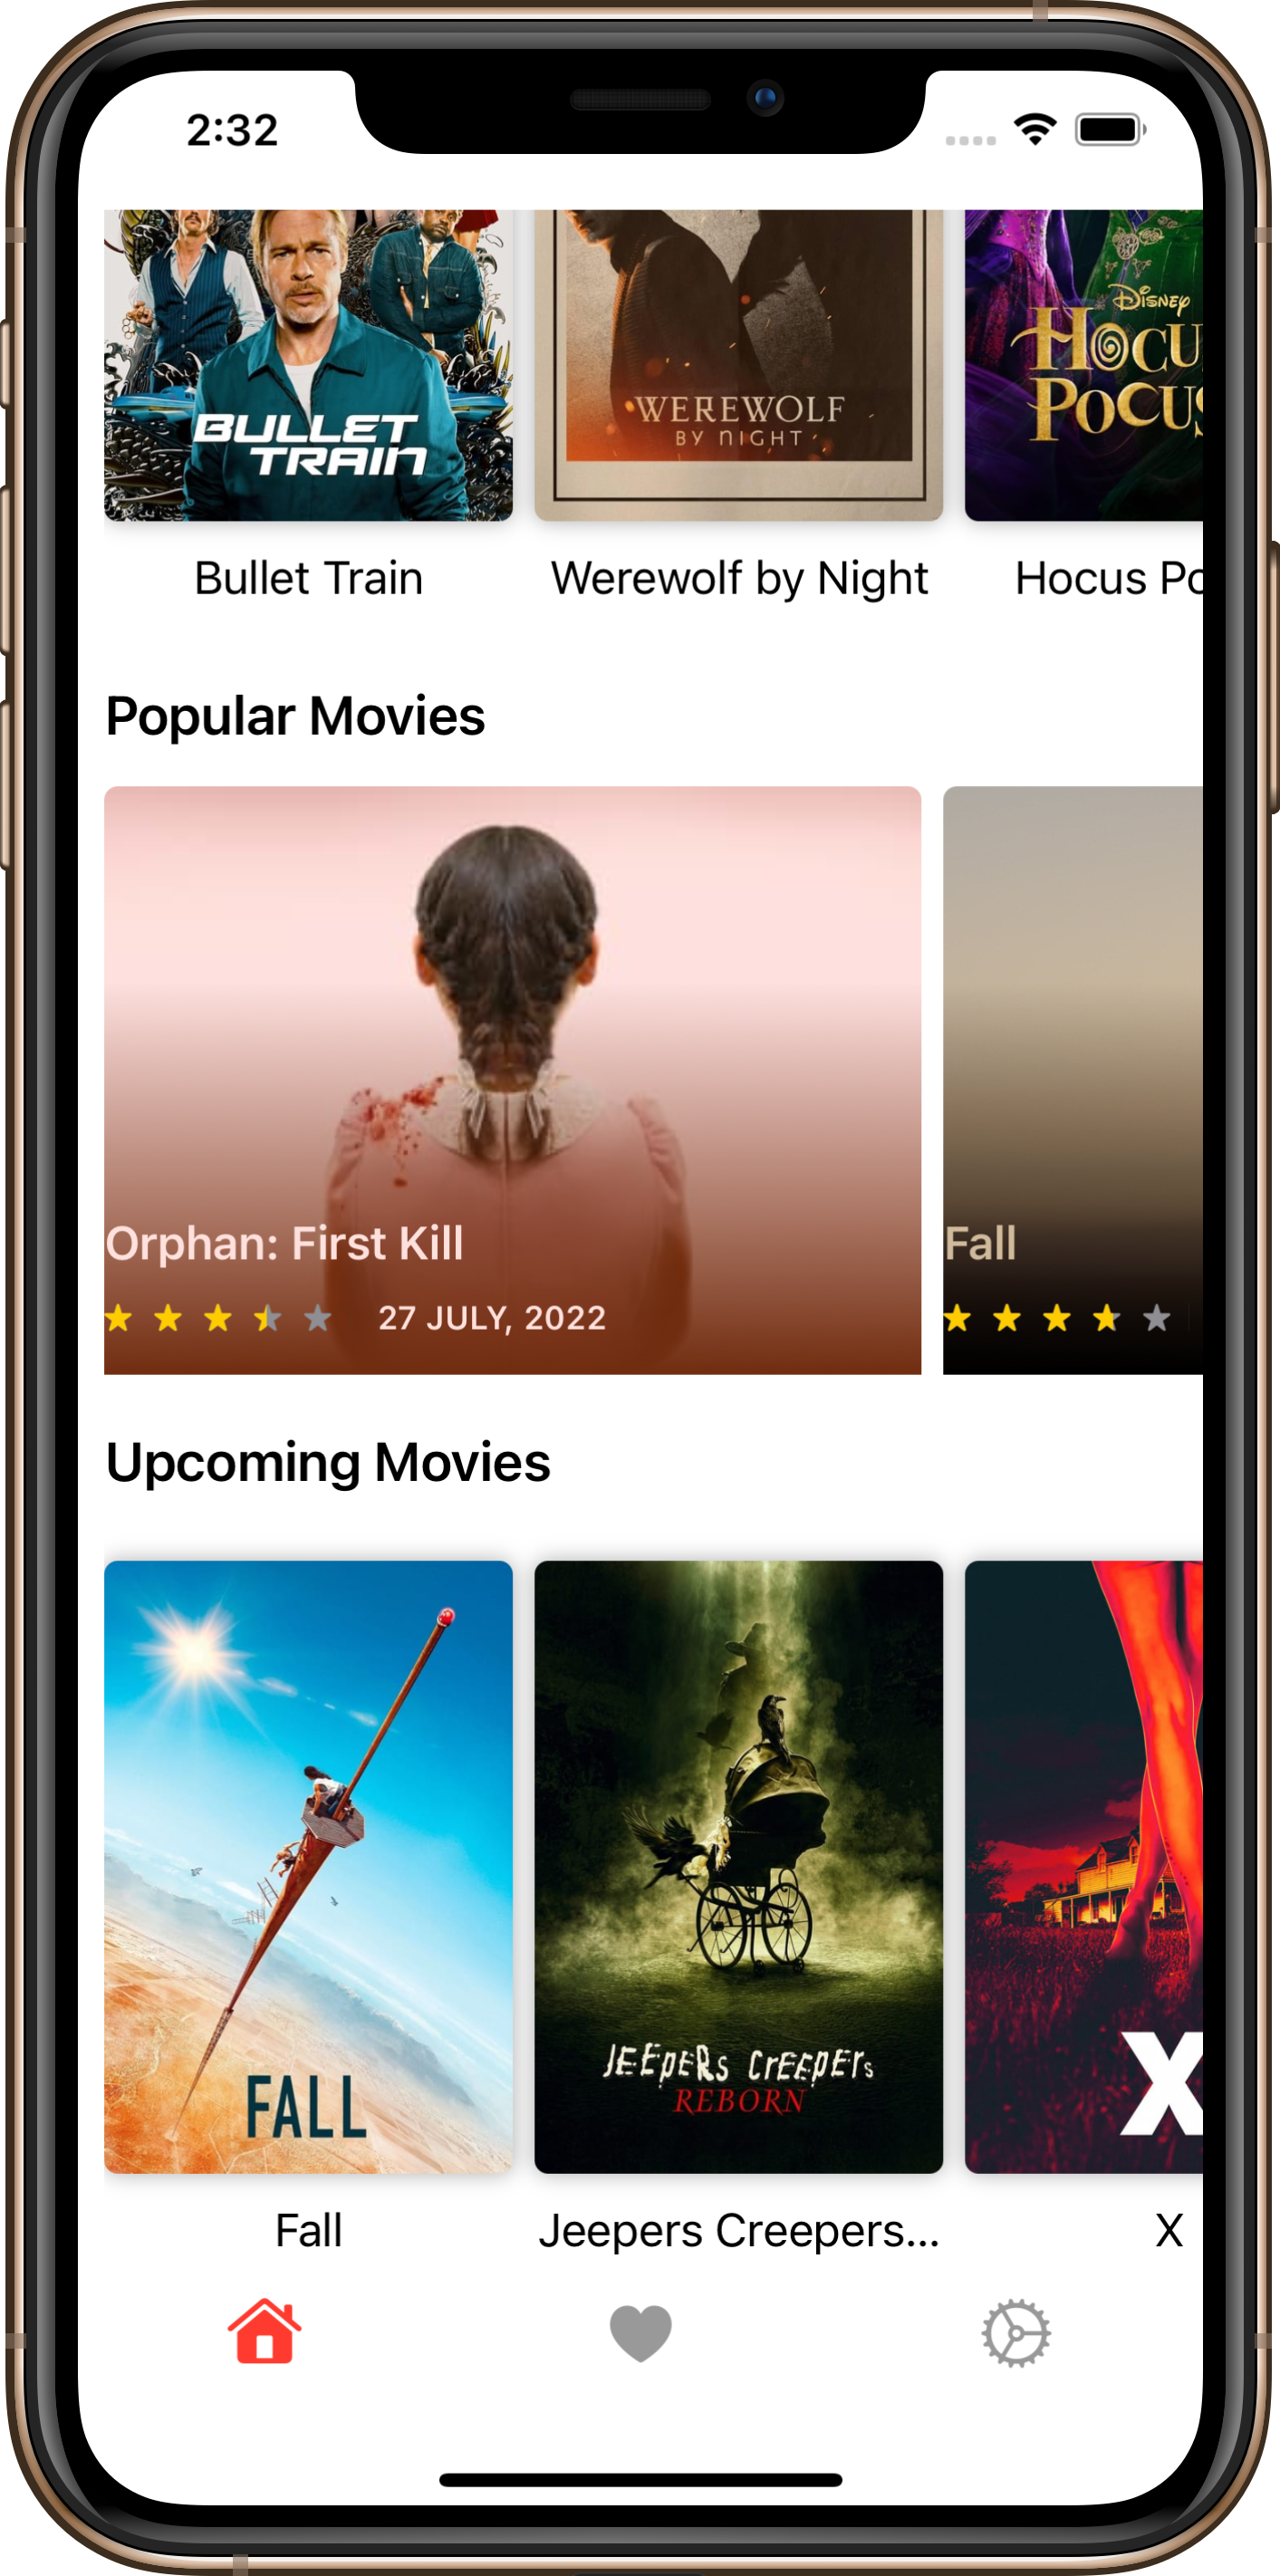 2:32
BULLET
TRAIN
WEREWOLF
BY NIGHT
DISNEY
HOCU
POCUS
Bullet Train
Werewolf by Night
Hocus Po
Popular Movies
Orphan: First Kill
27 JULY, 2022
Fall
Upcoming Movies
FALL
JEEPERS CREEPERS
REBORN
X
Fall
Jeepers Creepers...
X